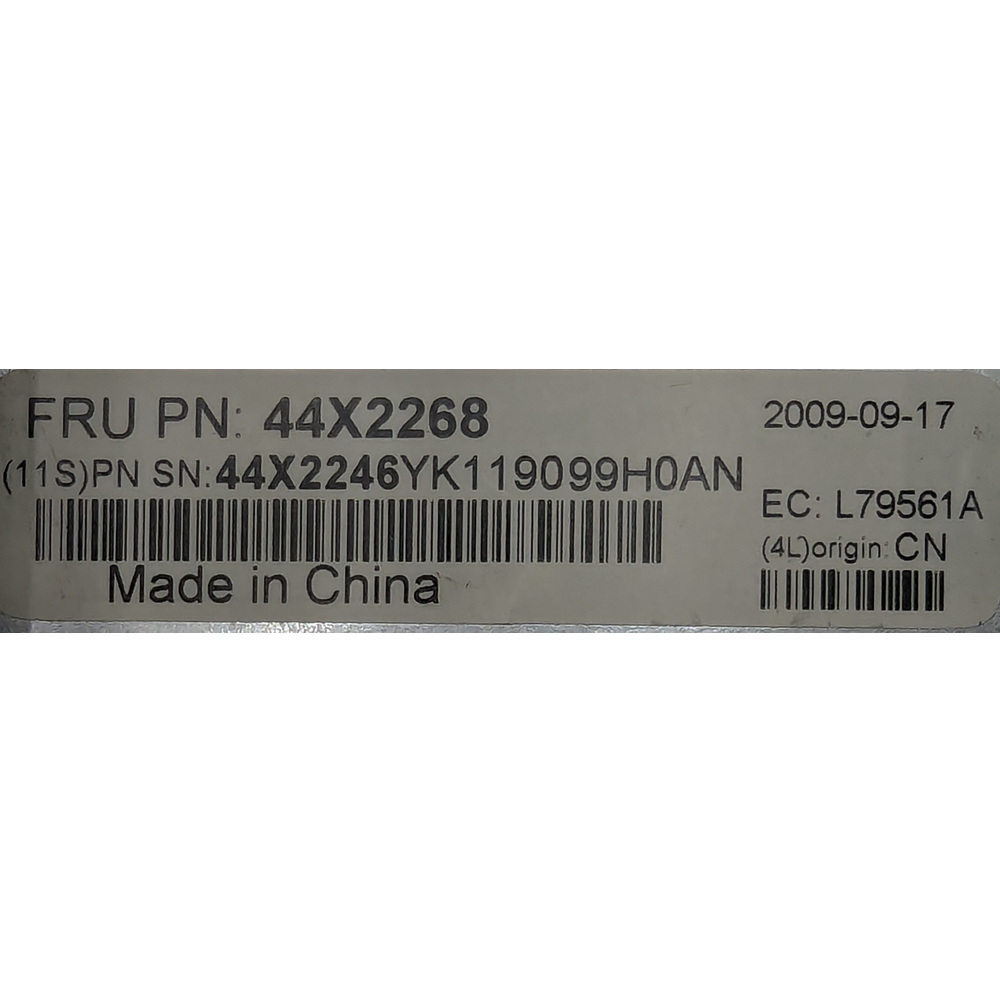 FRU PN: 44X2268
2009-09-17
(11S)PN SN:44X2246YK119099H0AN
EC: L79561A
(4L)origin: CN
Made in China